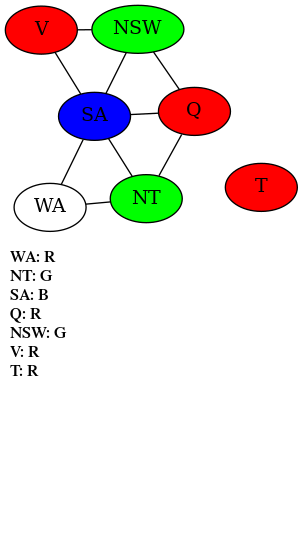 V
NSW
SA
Q
T
WA
NT
WA: R
NT: G
SA: B
Q: R
NSW: G
V: R
T: R